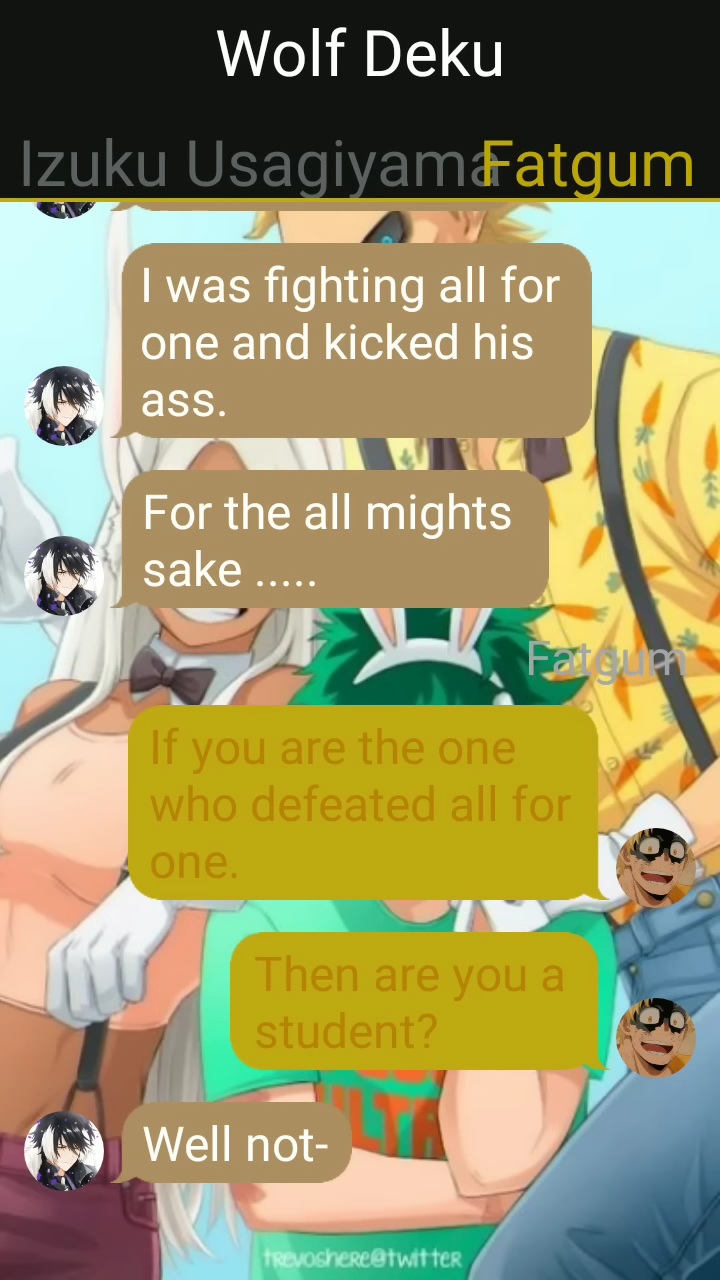 Wolf Deku
Izuku Usagiyama
Fatgum
I was fighting all for
one and kicked his
ass.
For the all mights
sake .....
Fatgum
If you are the one
who defeated all for
one.
Then are you a
student?
Well not-
trevoshere@twitter